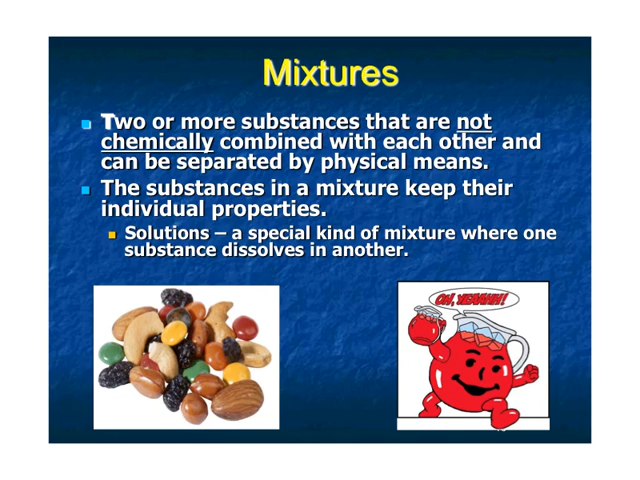 Mixtures
Two or more substances that are not
chemically combined with each other and
can be separated by physical means.
The substances in a mixture keep their
individual properties.
Solutions – a special kind of mixture where one
substance dissolves in another.
OH, YEAHHH!